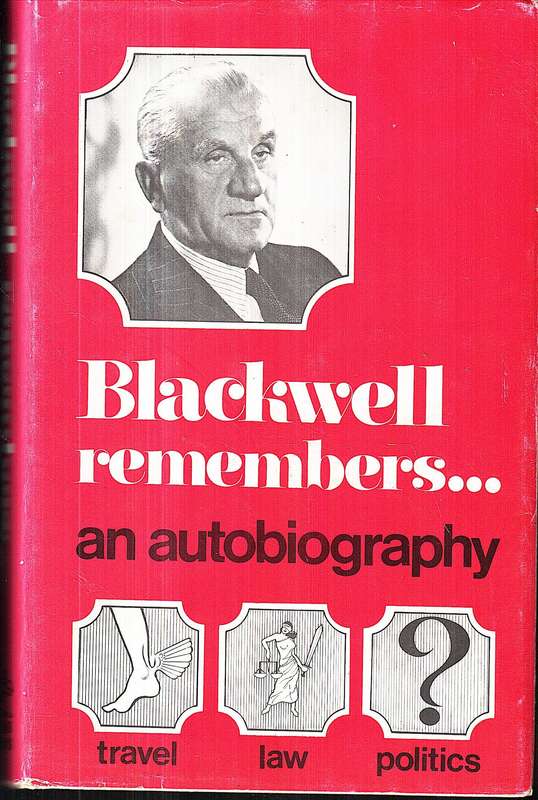 Blackwell
remembers...
an autobiography
?
travel
law
politics